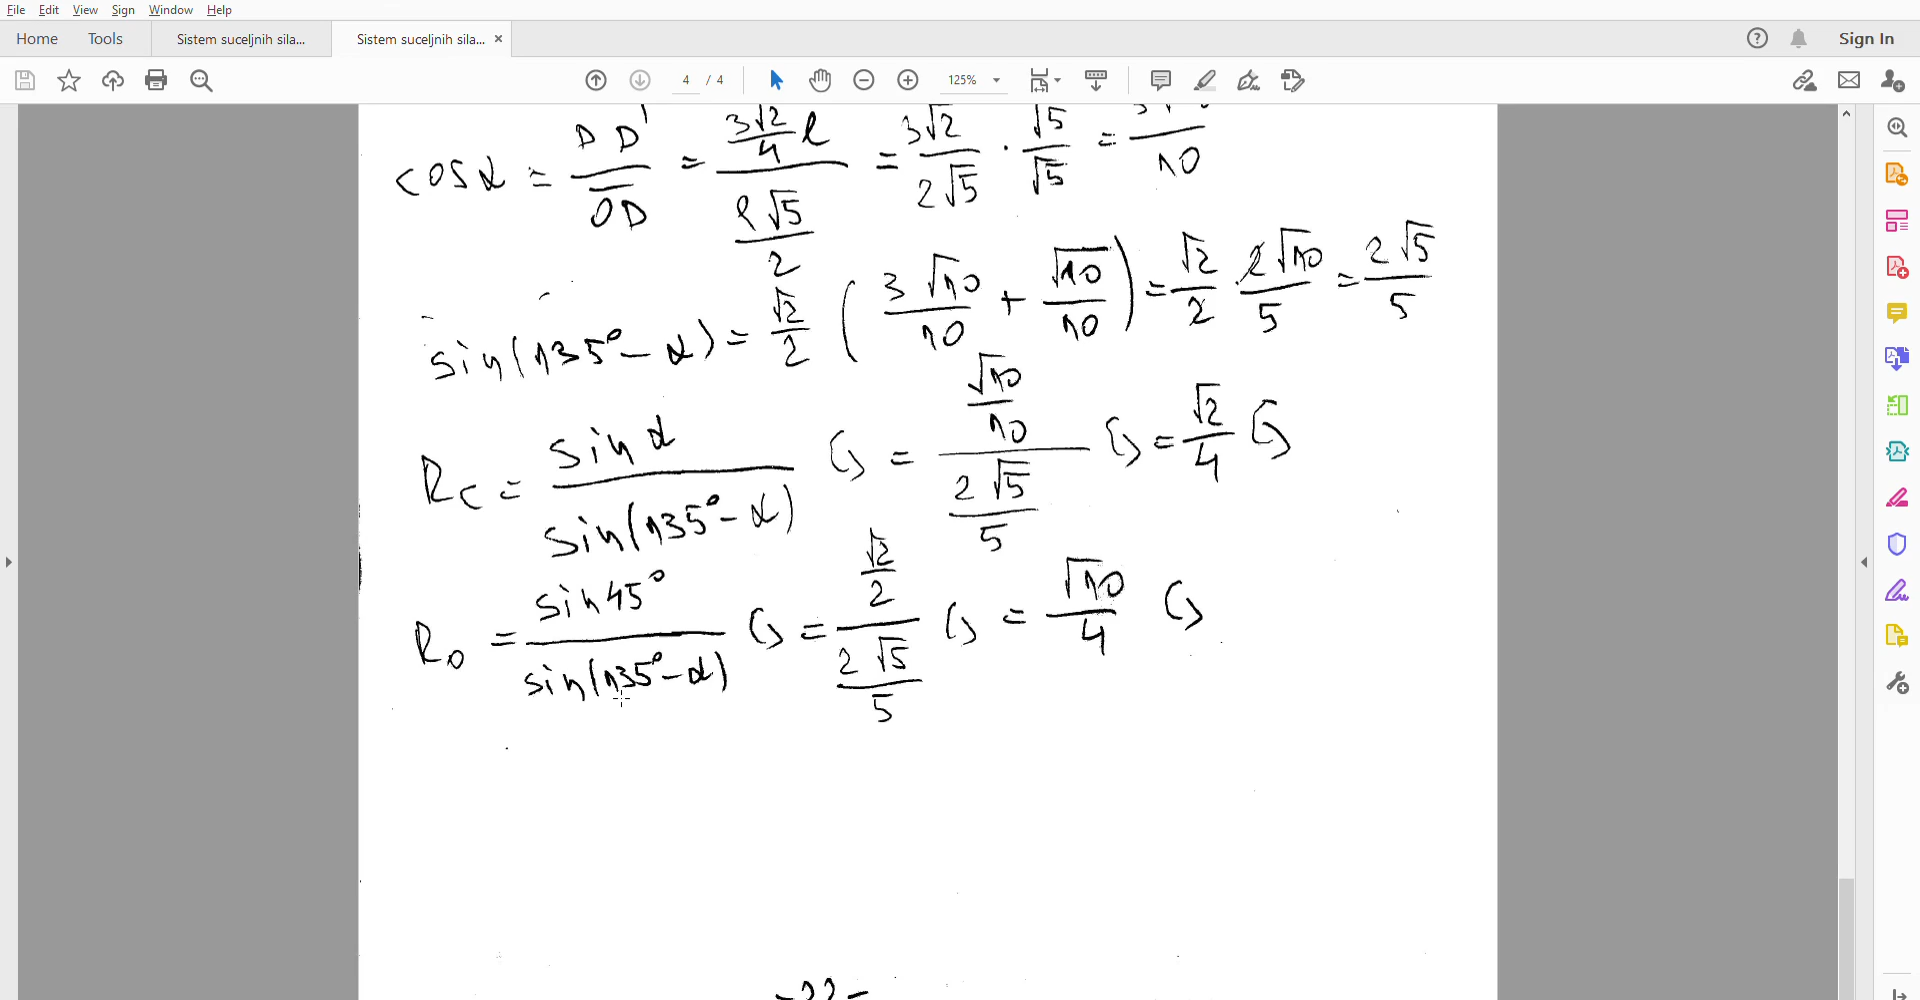 File Edit View Sign Window Help
Home Tools Sistem suceljnih sila... Sistem suceljnih sila... × Sign In
4 / 4 125%
cos α = DD' / OD = (3√2/4 l) / (l√5/2) = 3√2 / 2√5 · √5 / √5 = / 10
sin(135° - α) = √2/2 (3√10/10 + √10/10) = √2/2 · 2√10/5 = 2√5/5
R_C = sin α / sin(135° - α) G = (√10/10) / (2√5/5) G = √2/4 G
R_O = sin 45° / sin(135° - α) G = (√2/2) / (2√5/5) G = √10/4 G
-22-